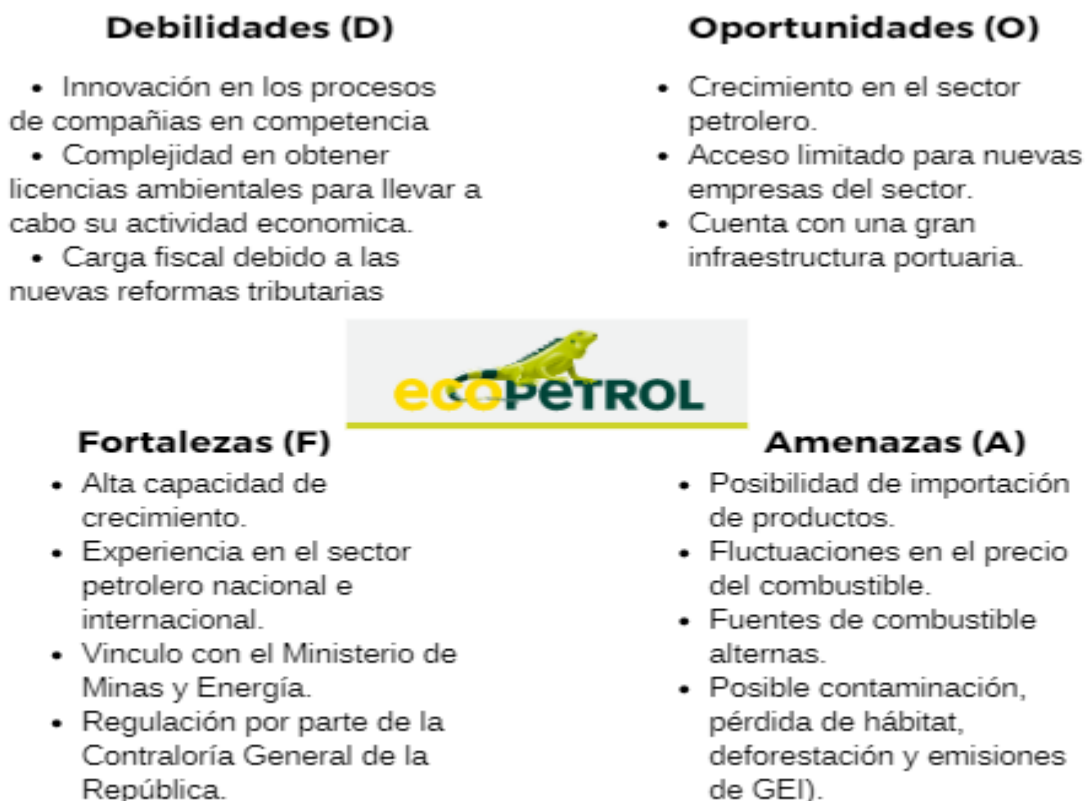 Debilidades (D)
• Innovación en los procesos
de compañias en competencia
• Complejidad en obtener
licencias ambientales para llevar a
cabo su actividad economica.
• Carga fiscal debido a las
nuevas reformas tributarias
Oportunidades (O)
• Crecimiento en el sector
petrolero.
• Acceso limitado para nuevas
empresas del sector.
• Cuenta con una gran
infraestructura portuaria.
ecopetrol
Fortalezas (F)
• Alta capacidad de
crecimiento.
• Experiencia en el sector
petrolero nacional e
internacional.
• Vinculo con el Ministerio de
Minas y Energía.
• Regulación por parte de la
Contraloría General de la
República.
Amenazas (A)
• Posibilidad de importación
de productos.
• Fluctuaciones en el precio
del combustible.
• Fuentes de combustible
alternas.
• Posible contaminación,
pérdida de hábitat,
deforestación y emisiones
de GEI).